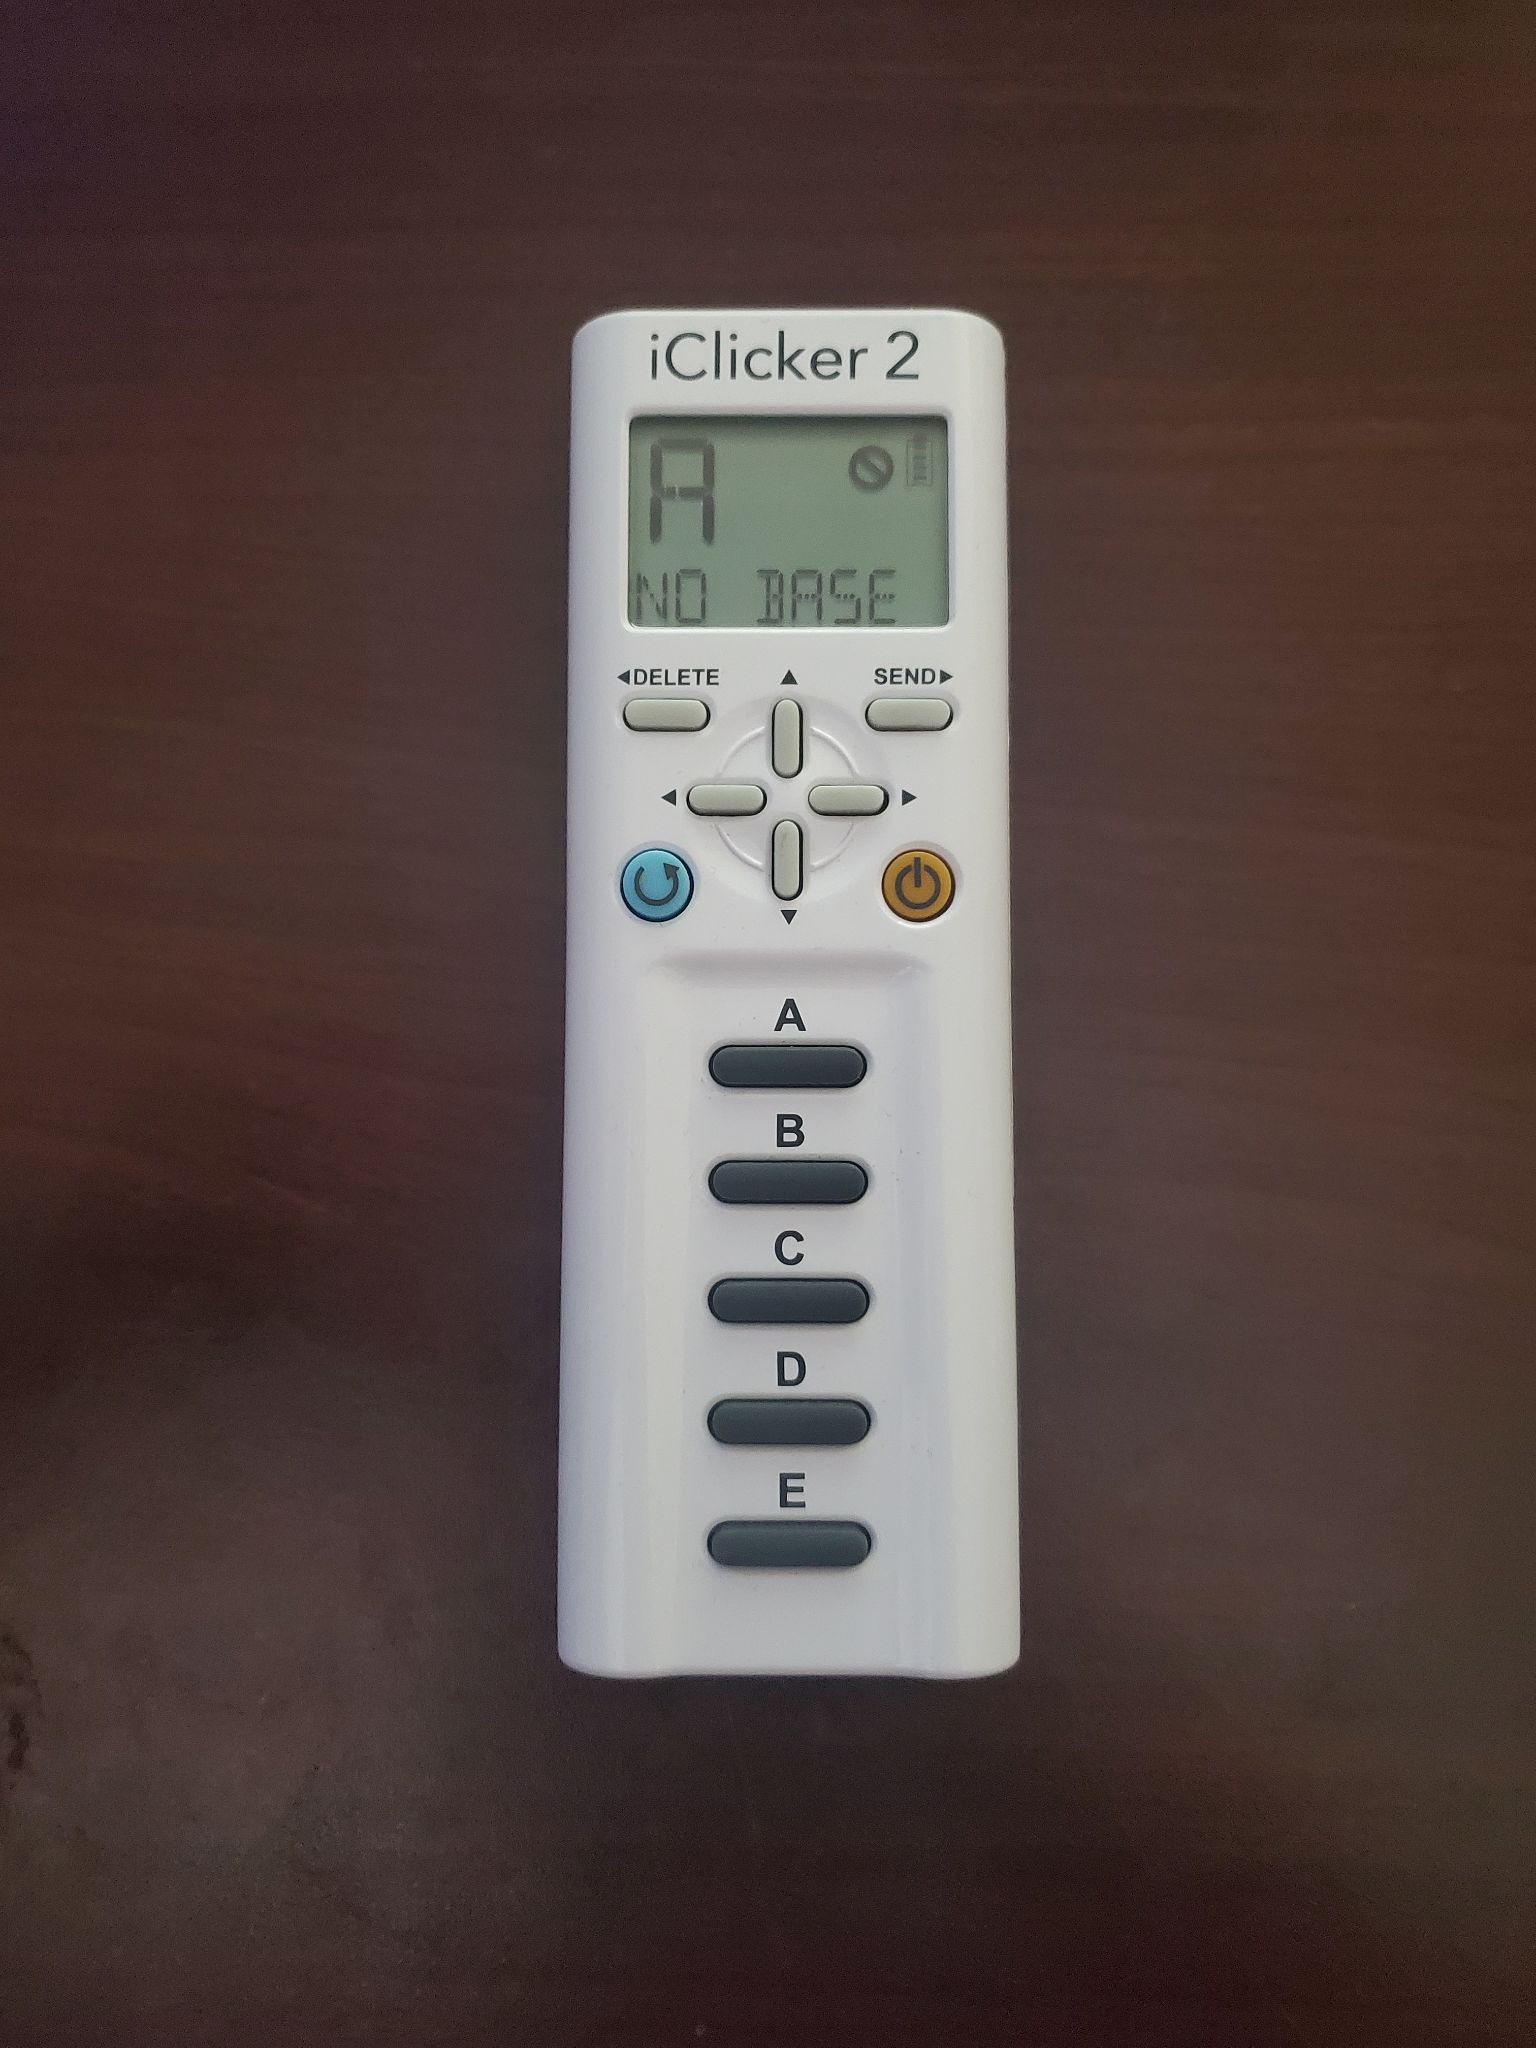 iClicker 2
A
NO BASE
DELETE SEND
A
B
C
D
E